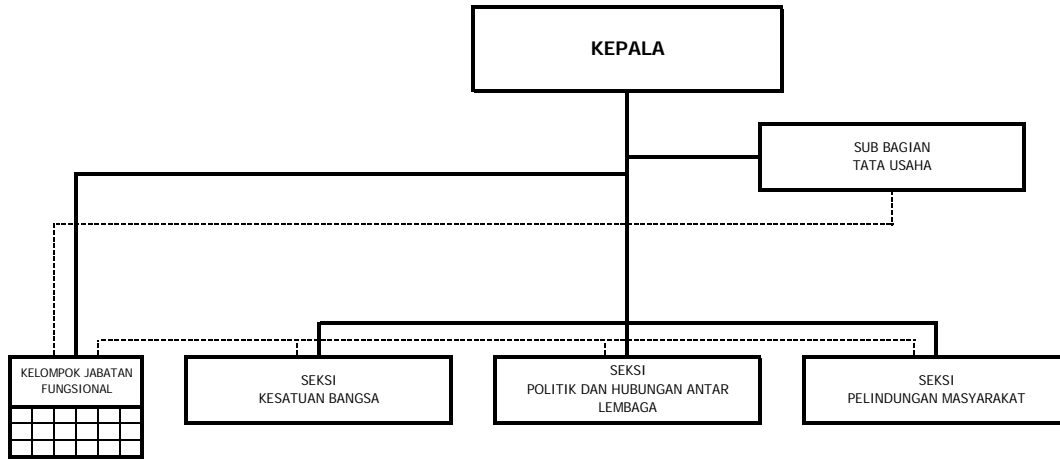 KEPALA
SUB BAGIAN
TATA USAHA
KELOMPOK JABATAN
FUNGSIONAL
SEKSI
KESATUAN BANGSA
SEKSI
POLITIK DAN HUBUNGAN ANTAR
LEMBAGA
SEKSI
PELINDUNGAN MASYARAKAT